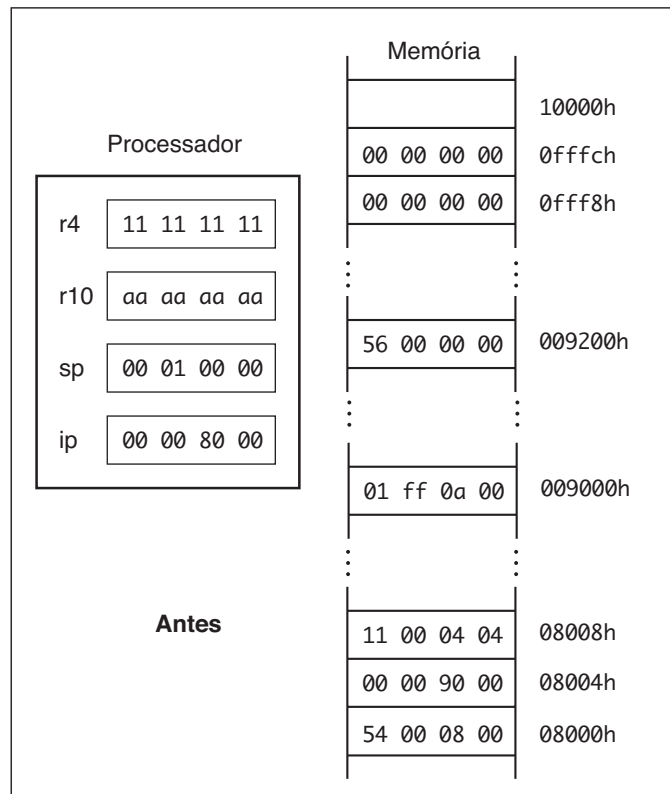 Memória
10000h
Processador
00 00 00 00 0fffch
00 00 00 00 0fff8h
r4 11 11 11 11
r10 aa aa aa aa
56 00 00 00 009200h
sp 00 01 00 00
ip 00 00 80 00
01 ff 0a 00 009000h
Antes
11 00 04 04 08008h
00 00 90 00 08004h
54 00 08 00 08000h